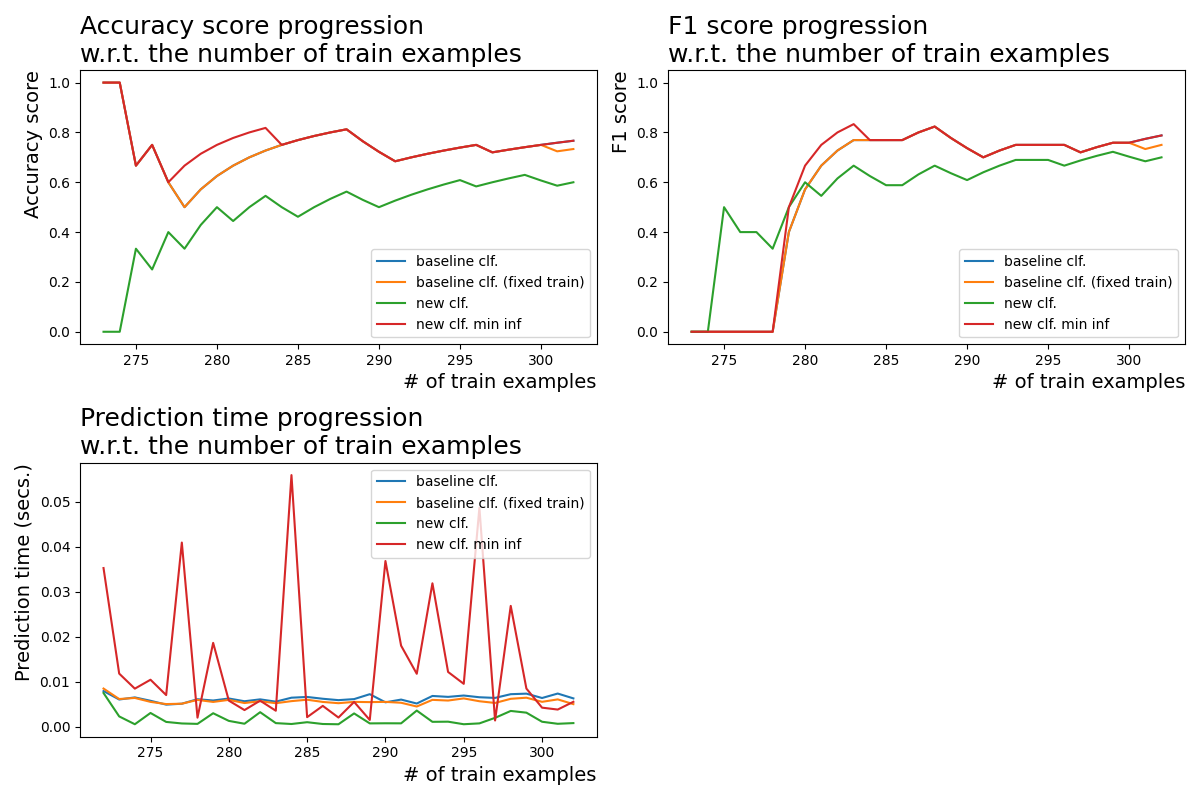 Accuracy score progression
w.r.t. the number of train examples
Accuracy score
1.0
0.8
0.6
0.4
0.2
0.0
275
280
285
290
295
300
# of train examples
baseline clf.
baseline clf. (fixed train)
new clf.
new clf. min inf
F1 score progression
w.r.t. the number of train examples
F1 score
1.0
0.8
0.6
0.4
0.2
0.0
275
280
285
290
295
300
# of train examples
baseline clf.
baseline clf. (fixed train)
new clf.
new clf. min inf
Prediction time progression
w.r.t. the number of train examples
Prediction time (secs.)
0.05
0.04
0.03
0.02
0.01
0.00
275
280
285
290
295
300
# of train examples
baseline clf.
baseline clf. (fixed train)
new clf.
new clf. min inf